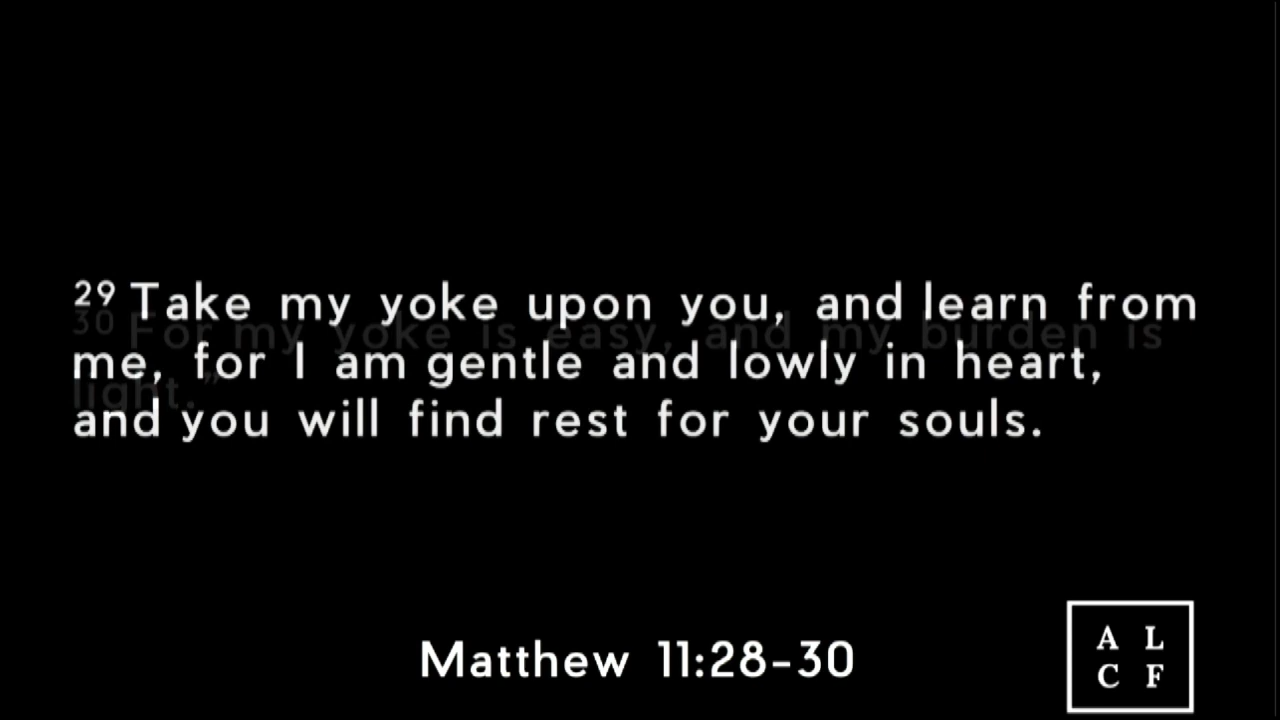 29 Take my yoke upon you, and learn from
30 For my yoke is easy, and my burden is
me, for I am gentle and lowly in heart,
light.”
and you will find rest for your souls.
Matthew 11:28-30
A L
C F